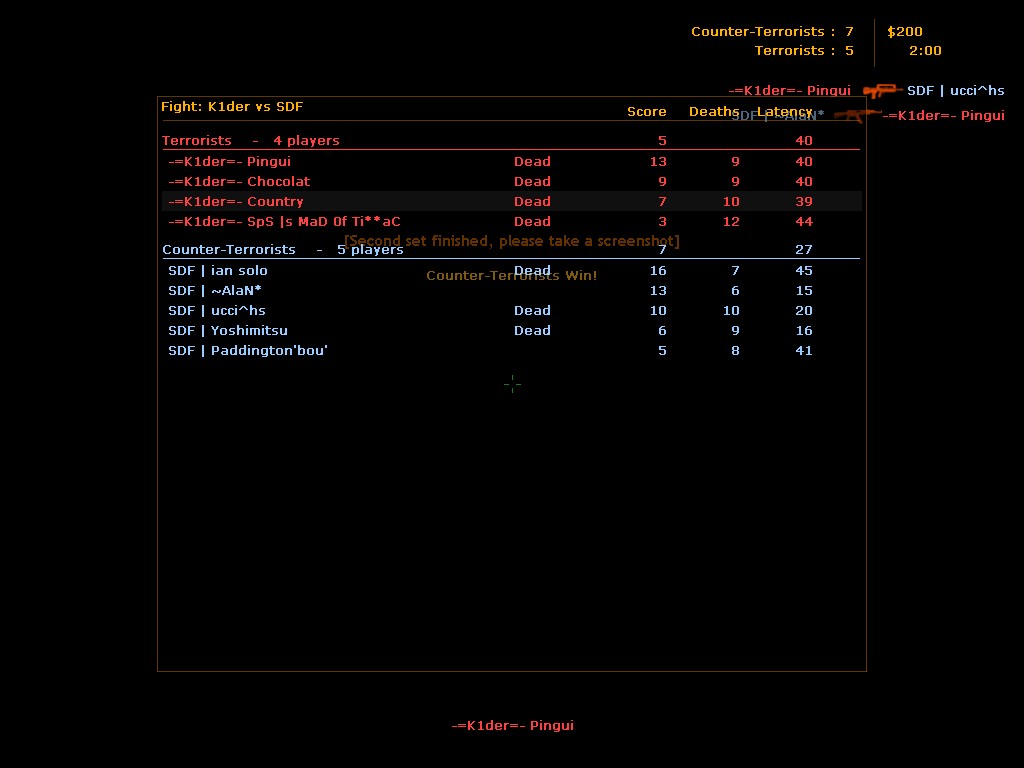 Counter-Terrorists : 7 $200
Terrorists : 5 2:00
-=K1der=- Pingui SDF | ucci^hs
SDF | ~AlaN* -=K1der=- Pingui
Fight: K1der vs SDF Score Deaths Latency
Terrorists - 4 players 5 40
-=K1der=- Pingui Dead 13 9 40
-=K1der=- Chocolat Dead 9 9 40
-=K1der=- Country Dead 7 10 39
-=K1der=- SpS |s MaD 0f Ti**aC Dead 3 12 44
[Second set finished, please take a screenshot]
Counter-Terrorists - 5 players 7 27
SDF | ian solo Dead 16 7 45
Counter-Terrorists Win!
SDF | ~AlaN* 13 6 15
SDF | ucci^hs Dead 10 10 20
SDF | Yoshimitsu Dead 6 9 16
SDF | Paddington'bou' 5 8 41
-=K1der=- Pingui